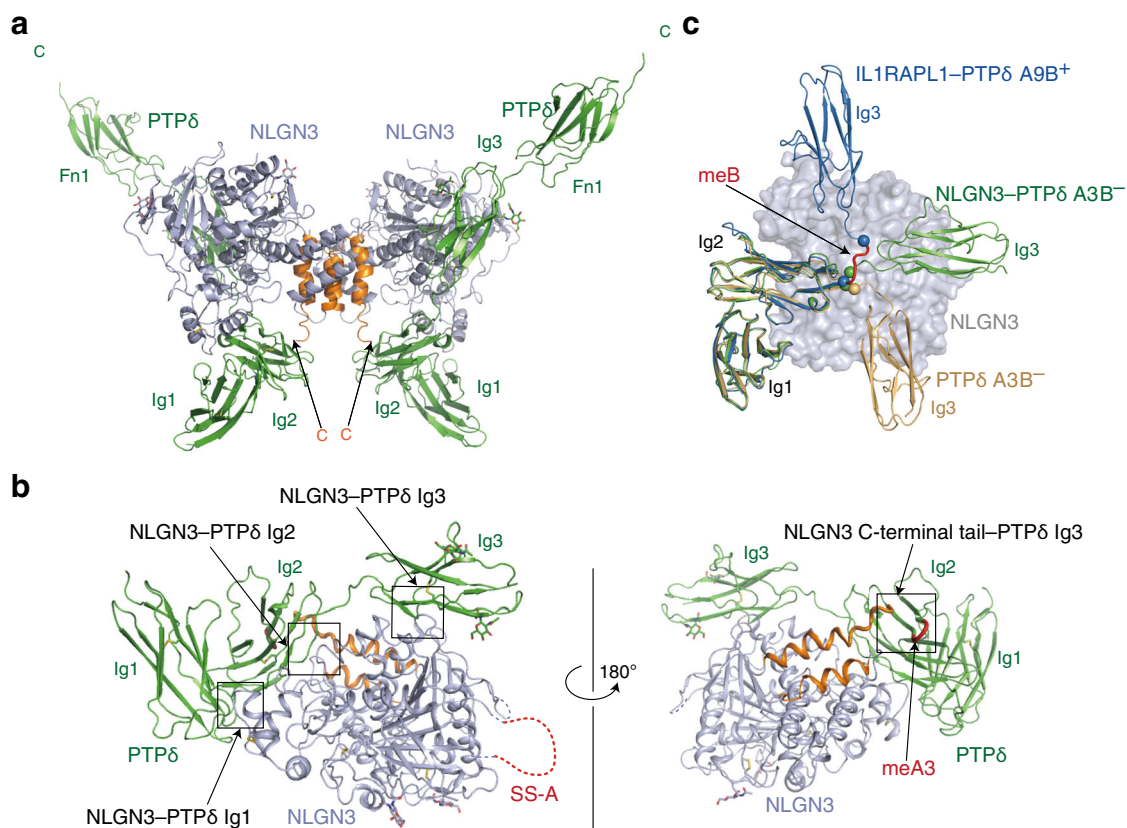 a
C
C
PTPδ
NLGN3
NLGN3
PTPδ
Ig3
Fn1
Fn1
Ig1
Ig2
Ig2
Ig1
C
C
c
IL1RAPL1–PTPδ A9B+
Ig3
meB
NLGN3–PTPδ A3B–
Ig2
Ig3
NLGN3
Ig1
PTPδ A3B–
Ig3
b
NLGN3–PTPδ Ig3
NLGN3–PTPδ Ig2
Ig3
Ig2
Ig1
PTPδ
SS-A
NLGN3
NLGN3–PTPδ Ig1
180°
NLGN3 C-terminal tail–PTPδ Ig3
Ig3
Ig2
Ig1
meA3
PTPδ
NLGN3